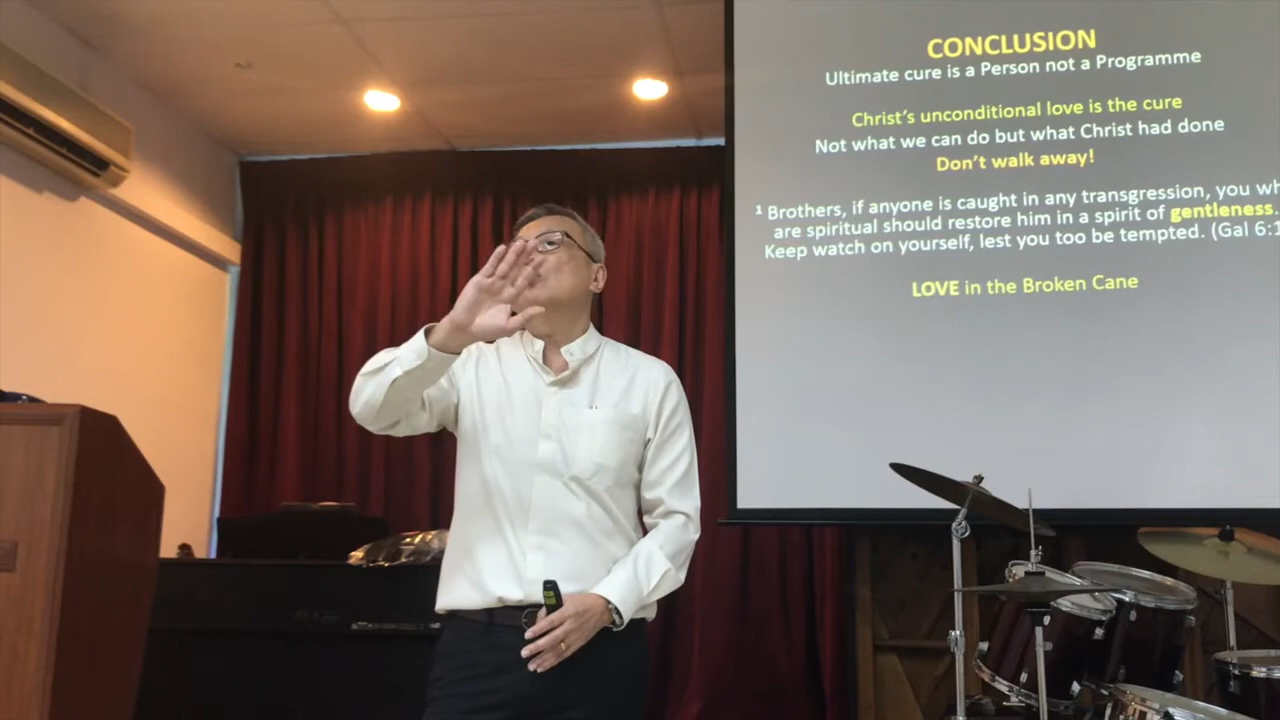 CONCLUSION
Ultimate cure is a Person not a Programme
Christ's unconditional love is the cure
Not what we can do but what Christ had done
Don't walk away!
¹ Brothers, if anyone is caught in any transgression, you wh
are spiritual should restore him in a spirit of gentleness.
Keep watch on yourself, lest you too be tempted. (Gal 6:1
LOVE in the Broken Cane